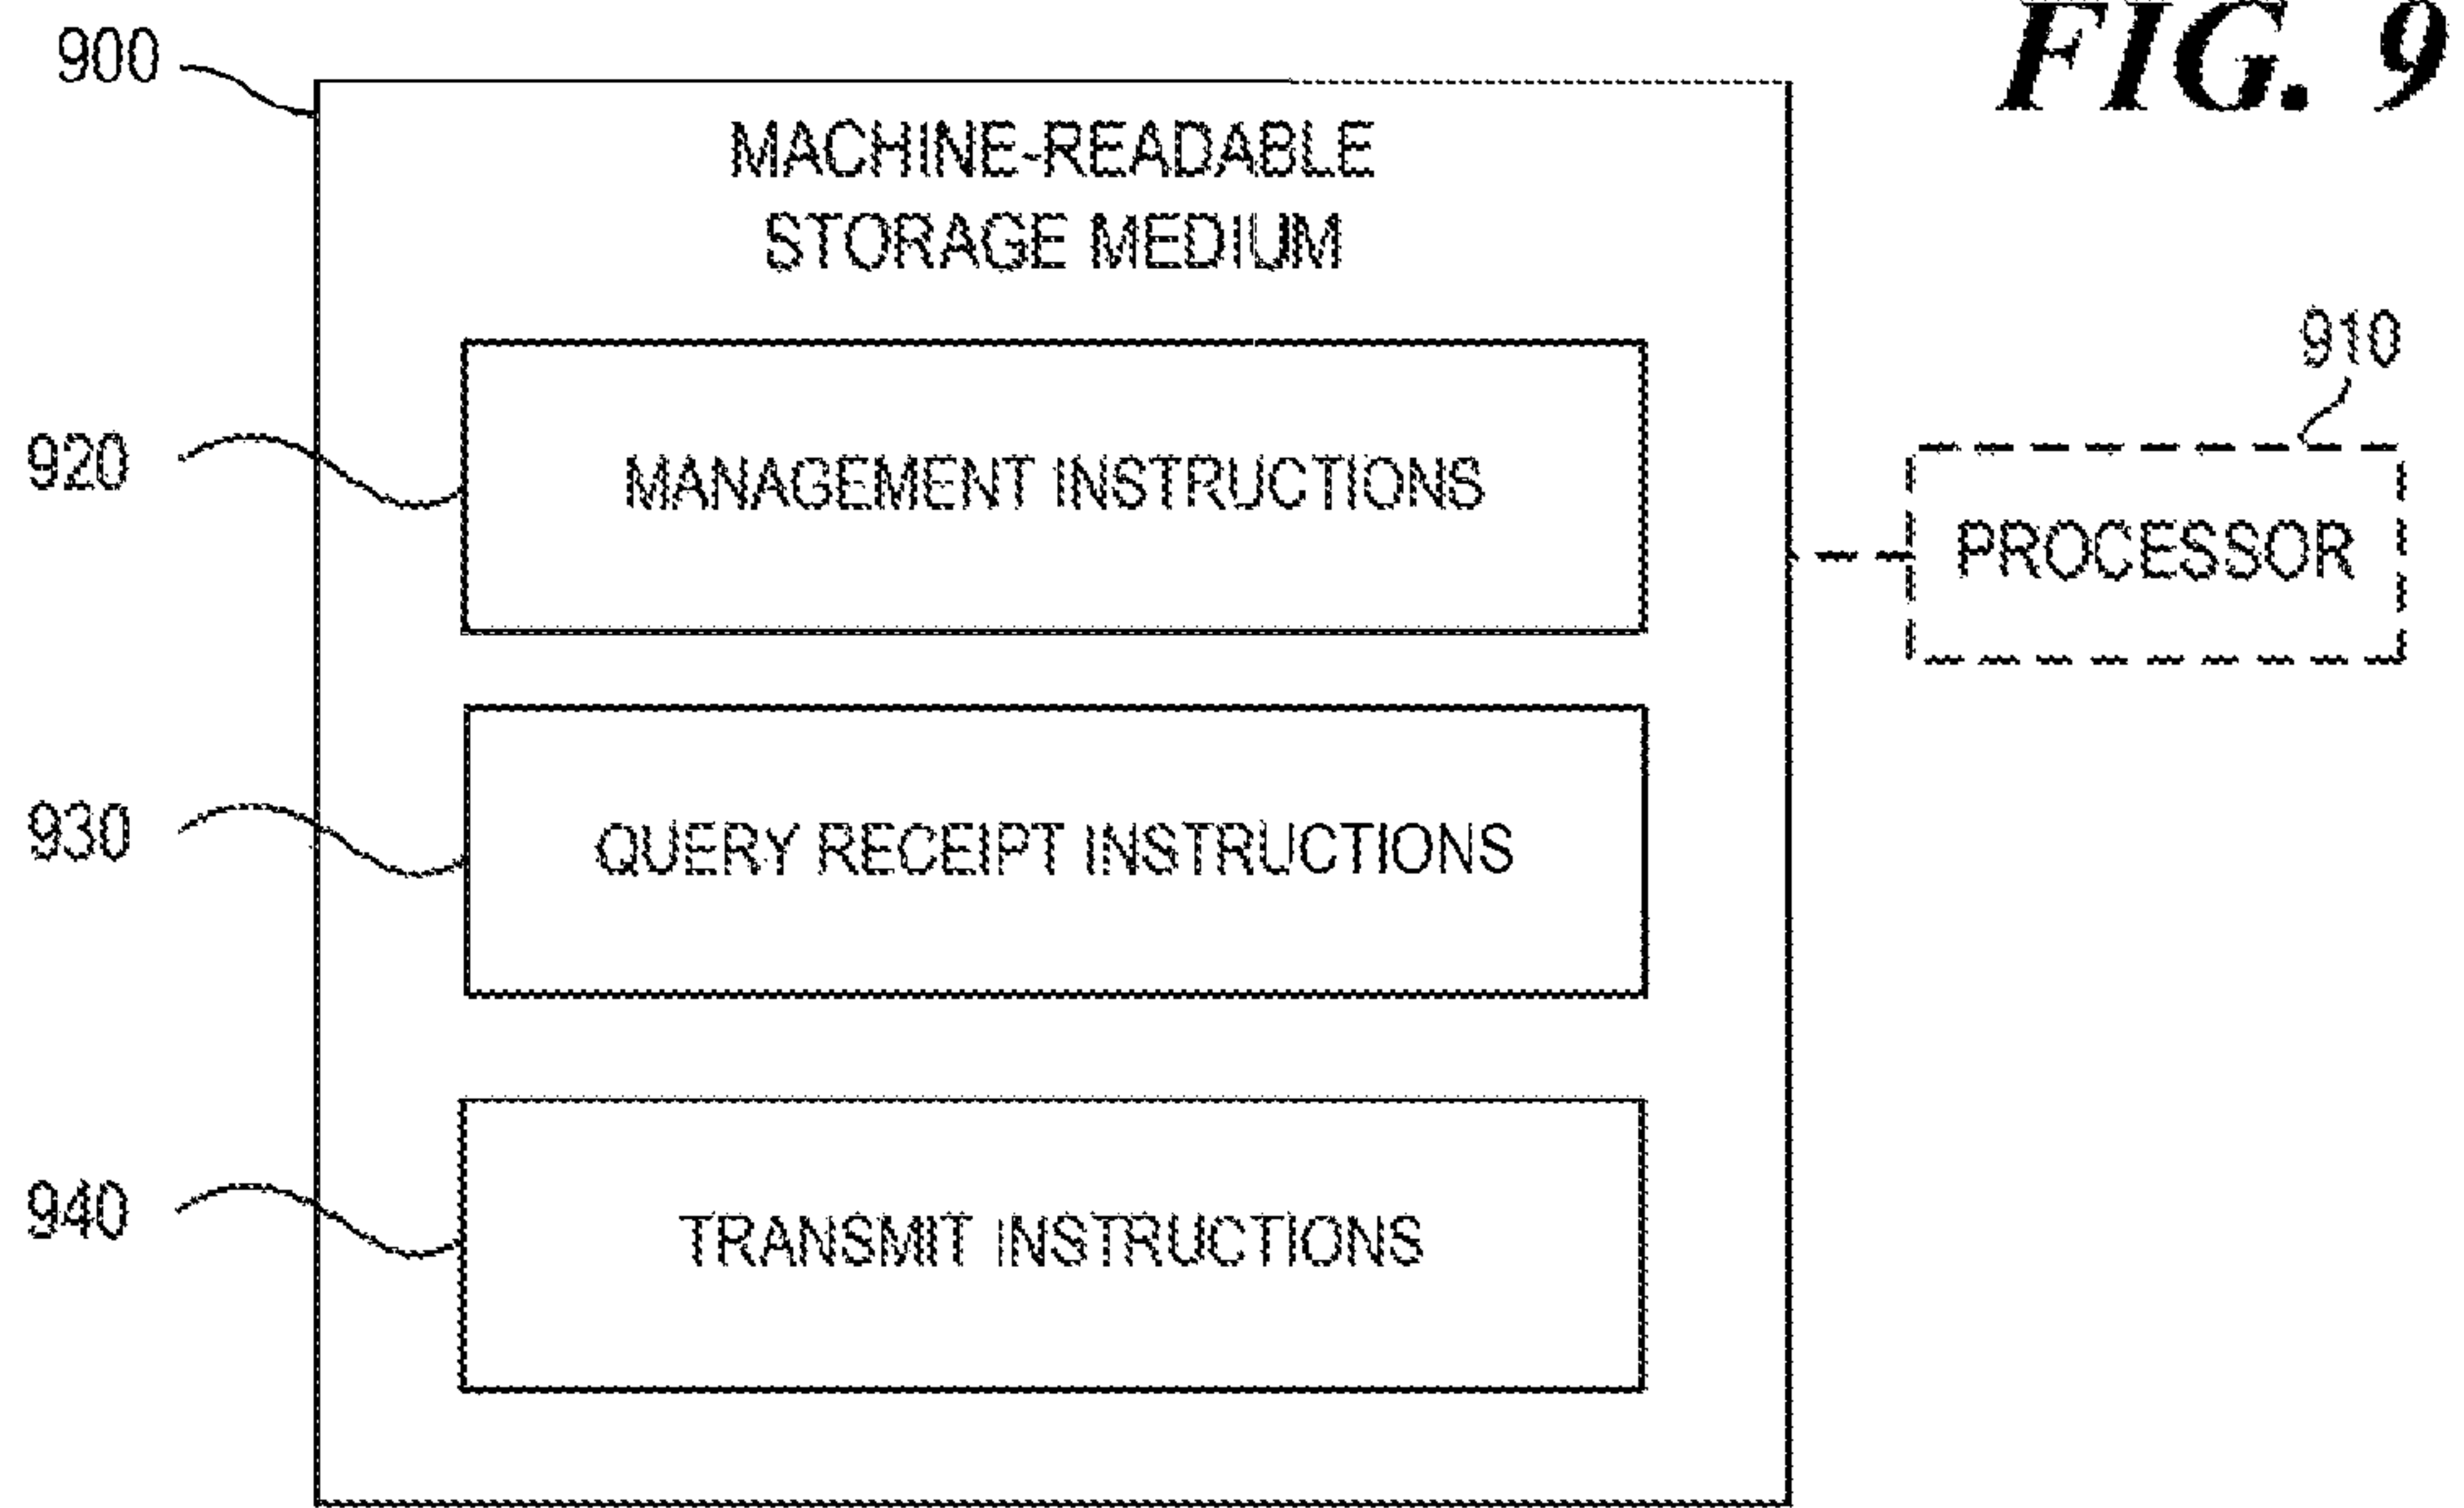 FIG. 9
900
MACHINE-READABLE
STORAGE MEDIUM
910
920
MANAGEMENT INSTRUCTIONS
PROCESSOR
930
QUERY RECEIPT INSTRUCTIONS
940
TRANSMIT INSTRUCTIONS